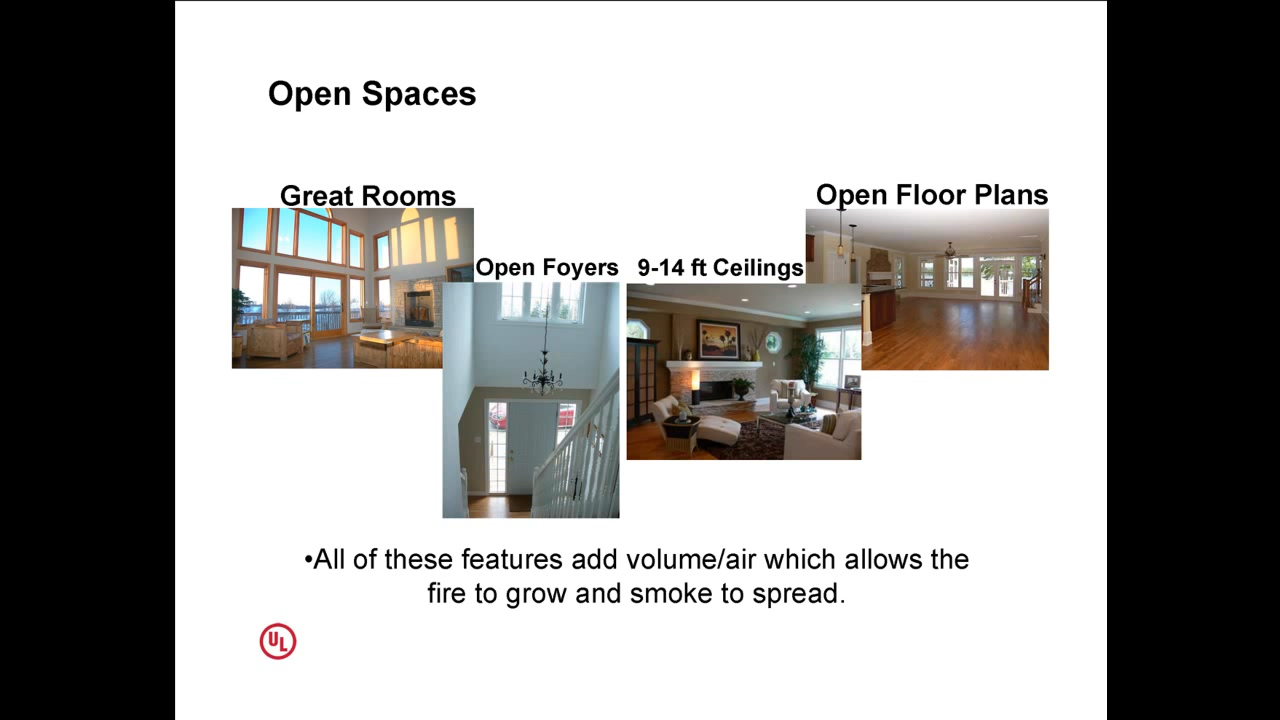 Open Spaces
Great Rooms
Open Floor Plans
Open Foyers
9-14 ft Ceilings
•All of these features add volume/air which allows the
fire to grow and smoke to spread.
UL